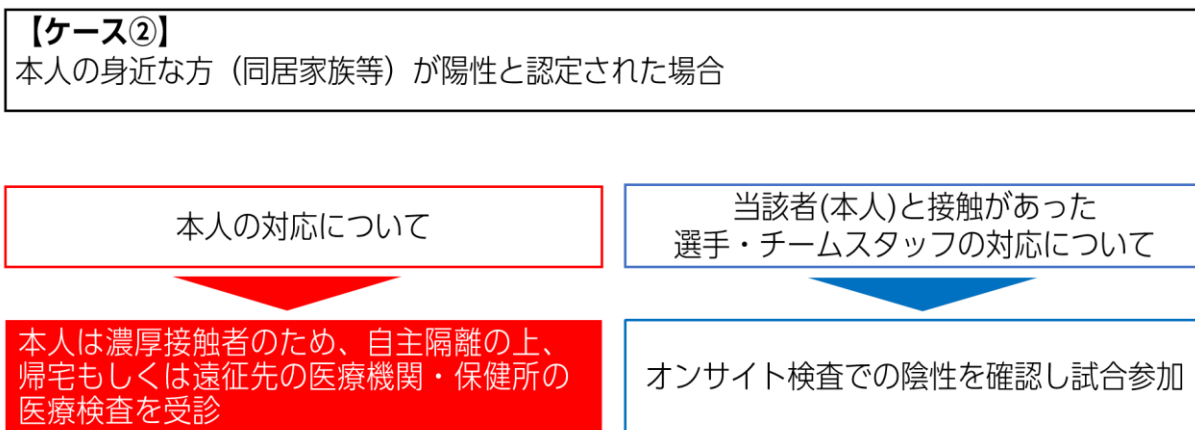 【ケース②】
本人の身近な方（同居家族等）が陽性と認定された場合
本人の対応について
当該者(本人)と接触があった
選手・チームスタッフの対応について
本人は濃厚接触者のため、自主隔離の上、
帰宅もしくは遠征先の医療機関・保健所の
医療検査を受診
オンサイト検査での陰性を確認し試合参加